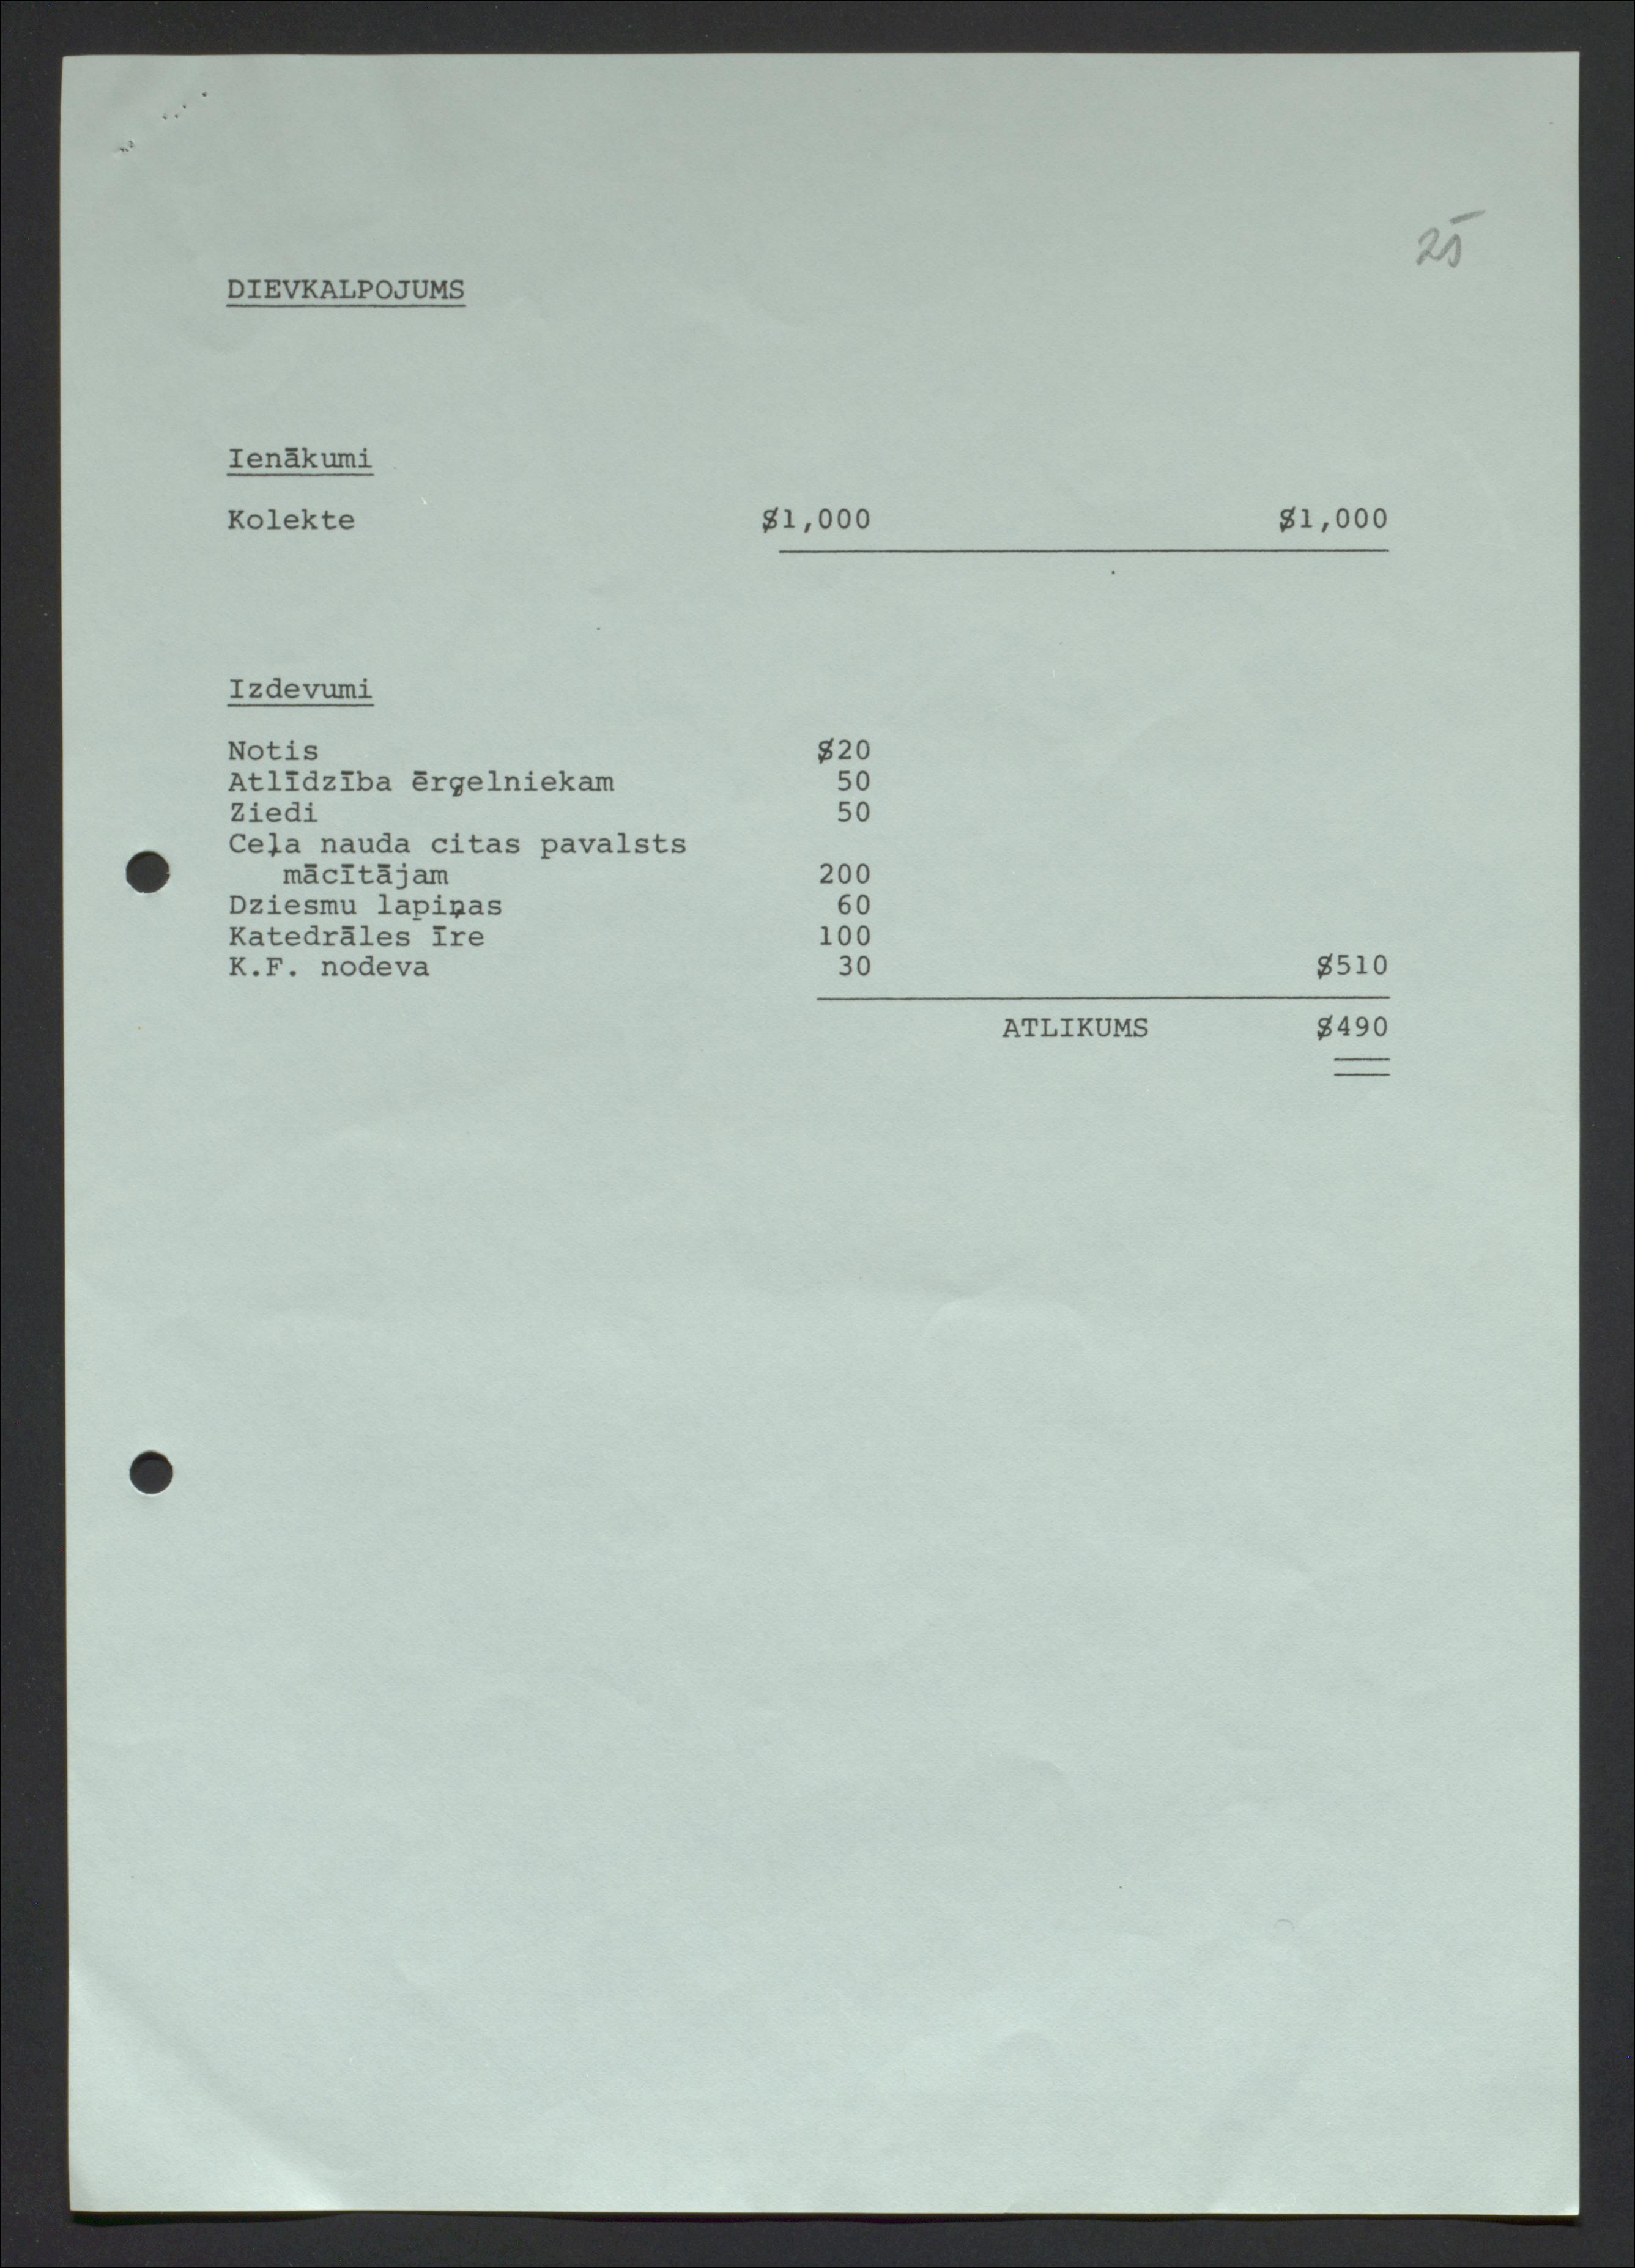 25
DIEVKALPOJUMS
Ienākumi
Kolekte $1,000 $1,000
Izdevumi
Notis $20
Atlīdzība ērģelniekam 50
Ziedi 50
Ceļa nauda citas pavalsts
mācītājam 200
Dziesmu lapiņas 60
Katedrāles īre 100
K.F. nodeva 30 $510
ATLIKUMS $490